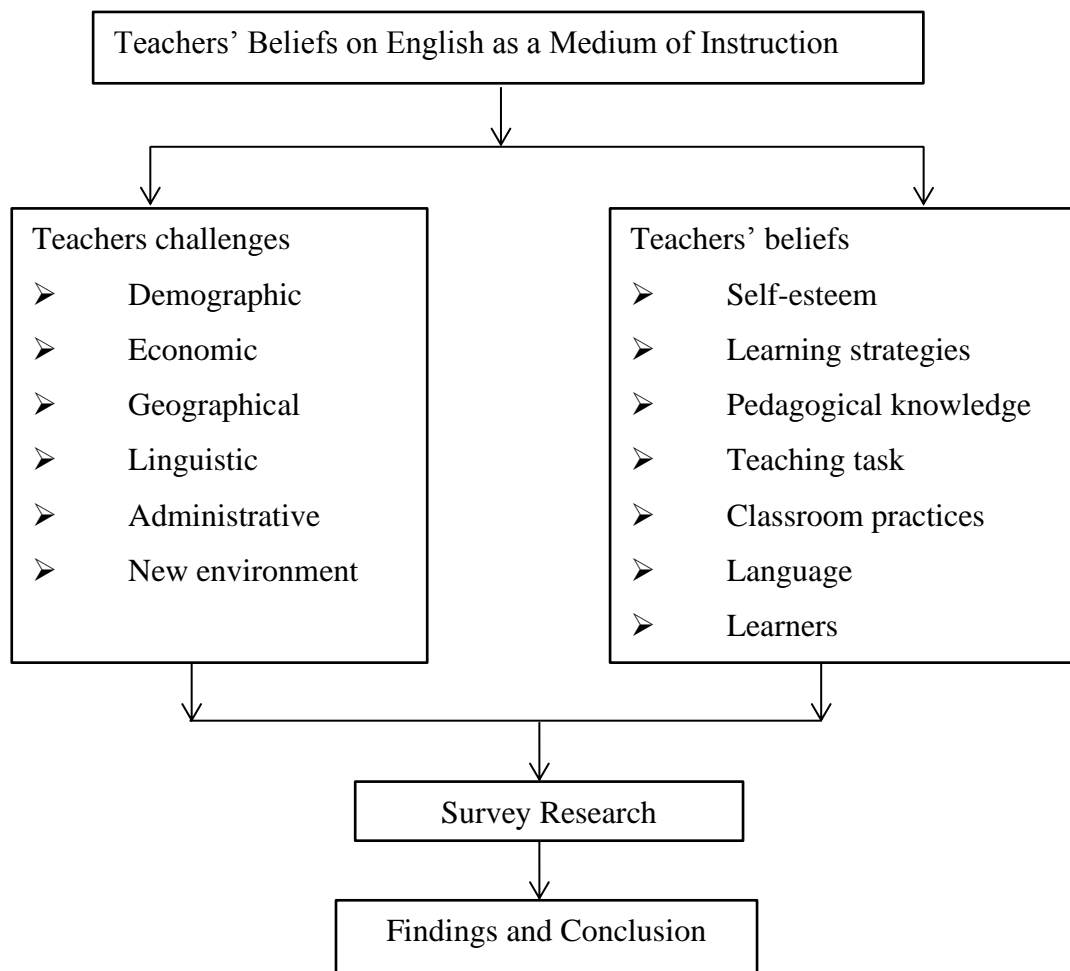 Teachers’ Beliefs on English as a Medium of Instruction
Teachers challenges
➢ Demographic
➢ Economic
➢ Geographical
➢ Linguistic
➢ Administrative
➢ New environment
Teachers’ beliefs
➢ Self-esteem
➢ Learning strategies
➢ Pedagogical knowledge
➢ Teaching task
➢ Classroom practices
➢ Language
➢ Learners
Survey Research
Findings and Conclusion